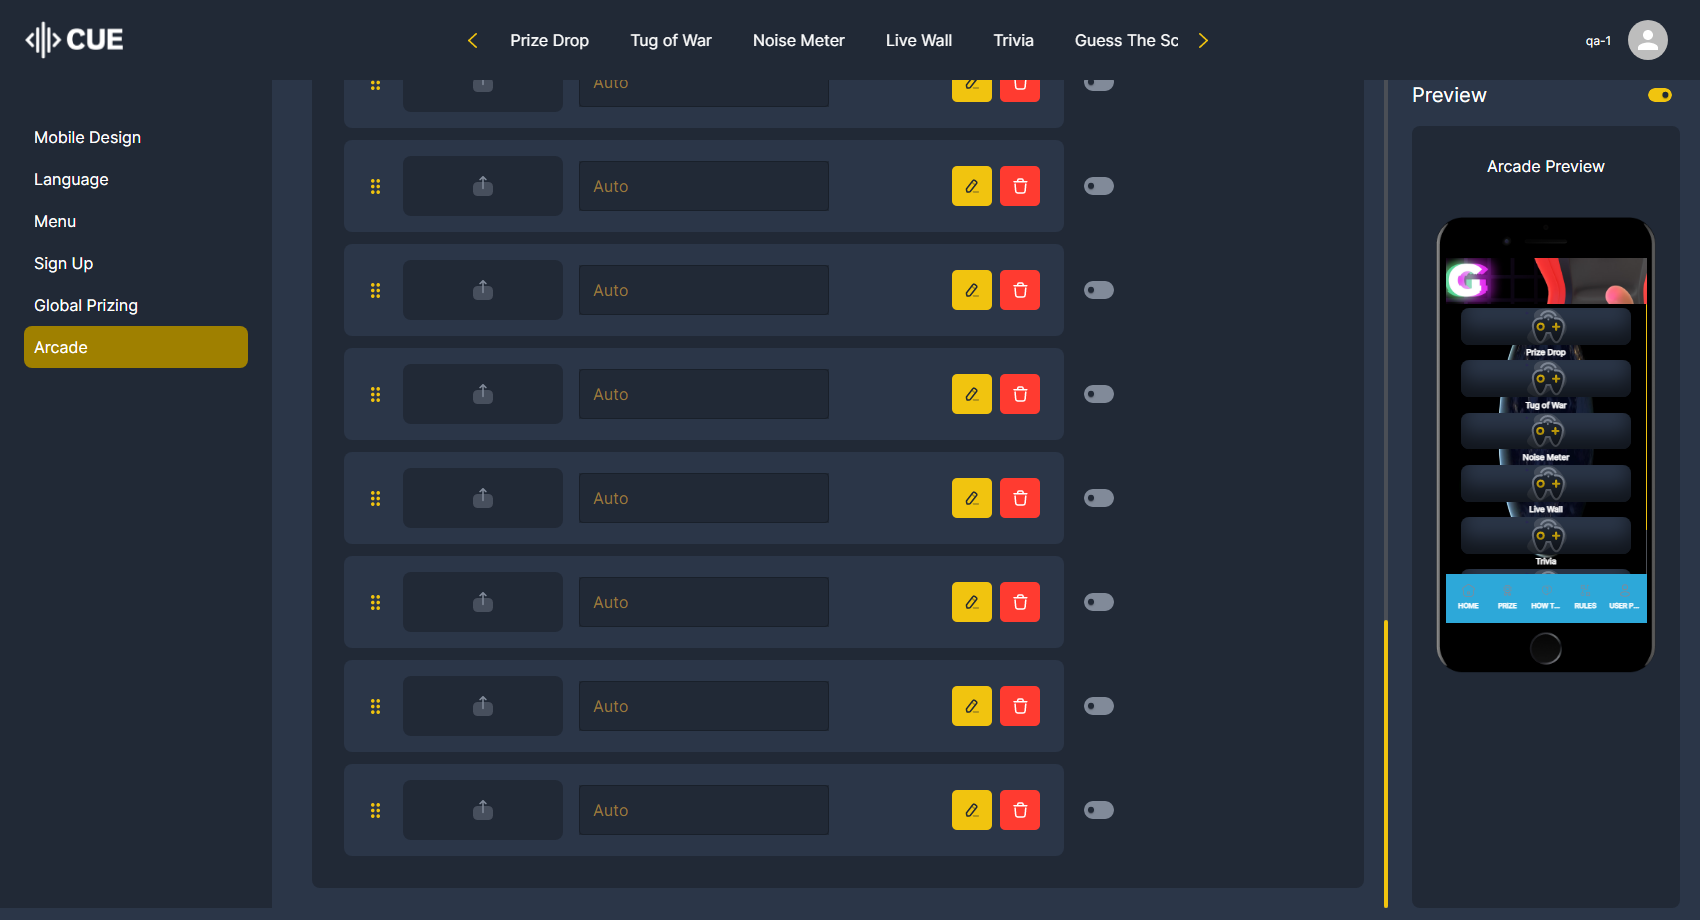 CUE
Prize Drop
Tug of War
Noise Meter
Live Wall
Trivia
Guess The Sc
qa-1
Mobile Design
Language
Menu
Sign Up
Global Prizing
Arcade
Auto
Auto
Auto
Auto
Auto
Auto
Auto
Auto
Preview
Arcade Preview
G
Prize Drop
Tug of War
Noise Meter
Live Wall
Trivia
HOME PRIZE HOW T... RULES USER P...